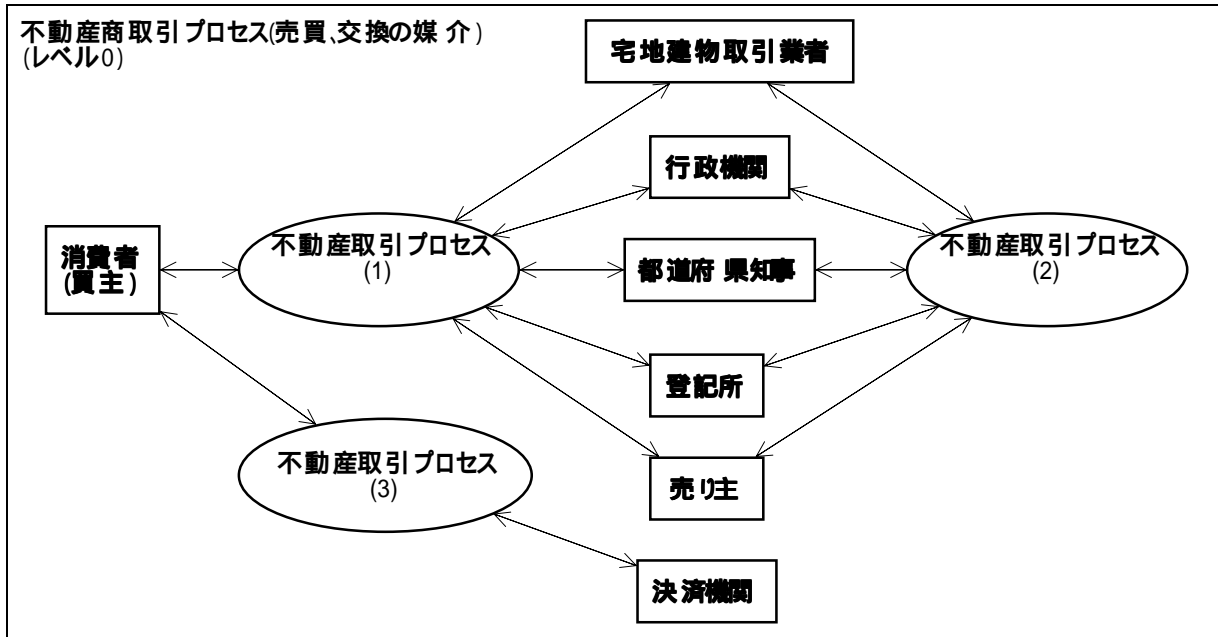 不動産商取引プロセス(売買、交換の媒介)
(レベル0)
宅地建物取引業者
行政機関
消費者
(買主)
不動産取引プロセス
(1)
都道府県知事
不動産取引プロセス
(2)
登記所
不動産取引プロセス
(3)
売り主
決済機関